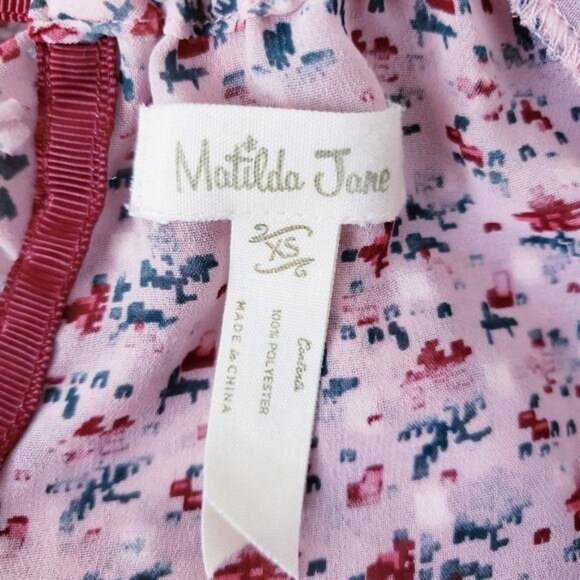 Matilda Jane
XS
Contents
100% POLYESTER
MADE in CHINA